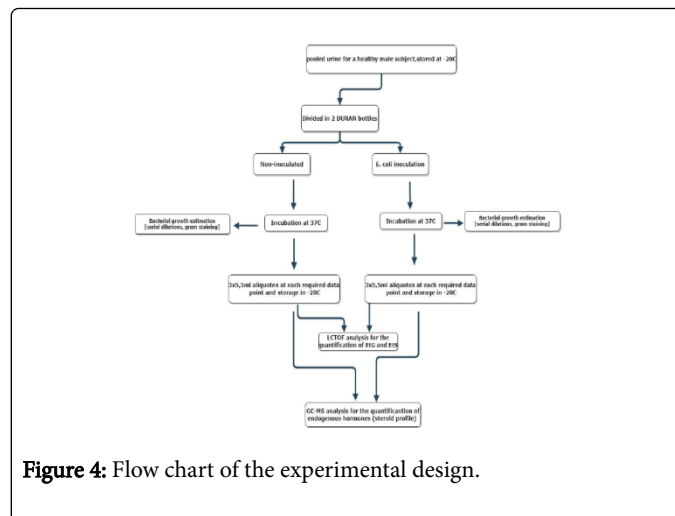 pooled urine for a healthy male subject,stored at -20C
Divided in 2 DURAN bottles
Non-inoculated
E. coli inoculation
Bacterial growth estimation
[serial dilutions, gram staining]
Incubation at 37C
Incubation at 37C
Bacterial growth estimation
[serial dilutions, gram staining]
3x5,5ml aliquotes at each required data
point and storage in -20C
3x5,5ml aliquotes at each required data
point and storage in -20C
LCTOF analysis for the
quantification of and
GC-MS analysis for the quantificantion of
endogenous hormones (steroid profile)
Figure 4: Flow chart of the experimental design.